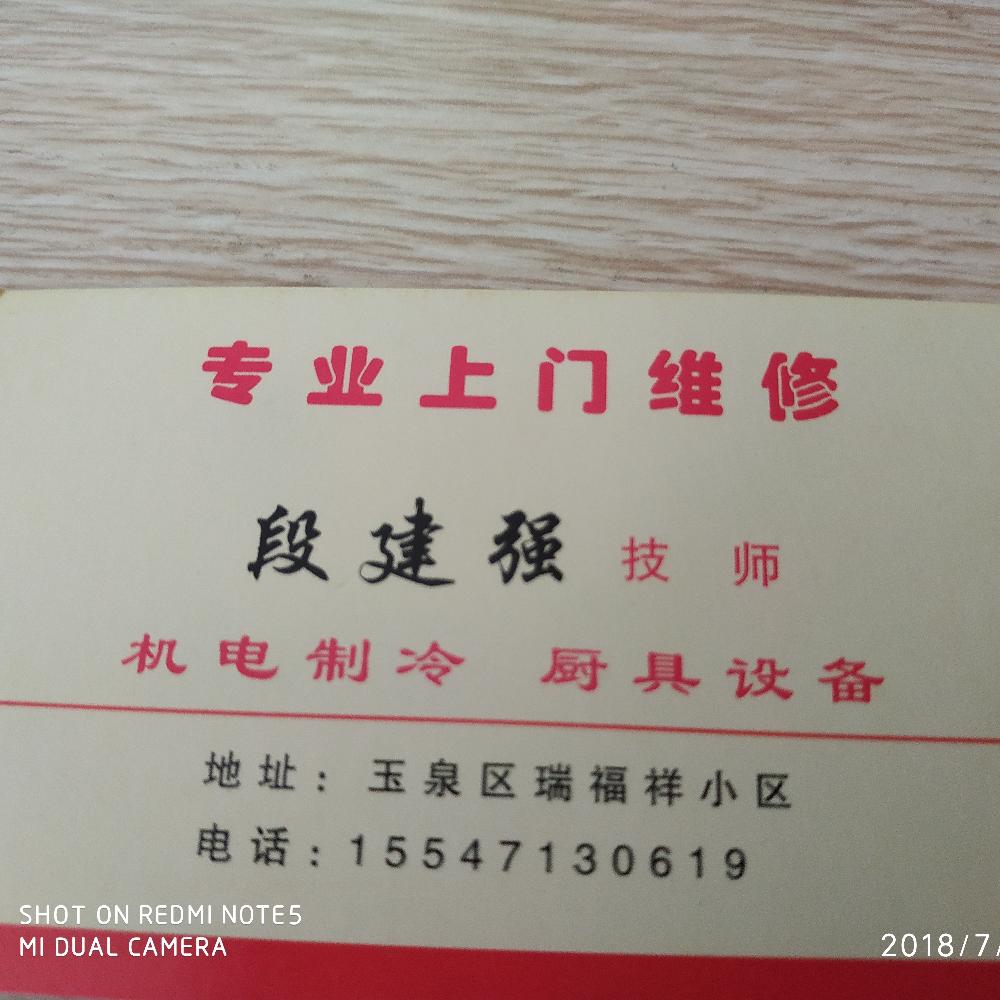 专业上门维修
段建强 技师
机电制冷 厨具设备
地址：玉泉区瑞福祥小区
电话：15547130619
SHOT ON REDMI NOTE5
MI DUAL CAMERA
2018/7/